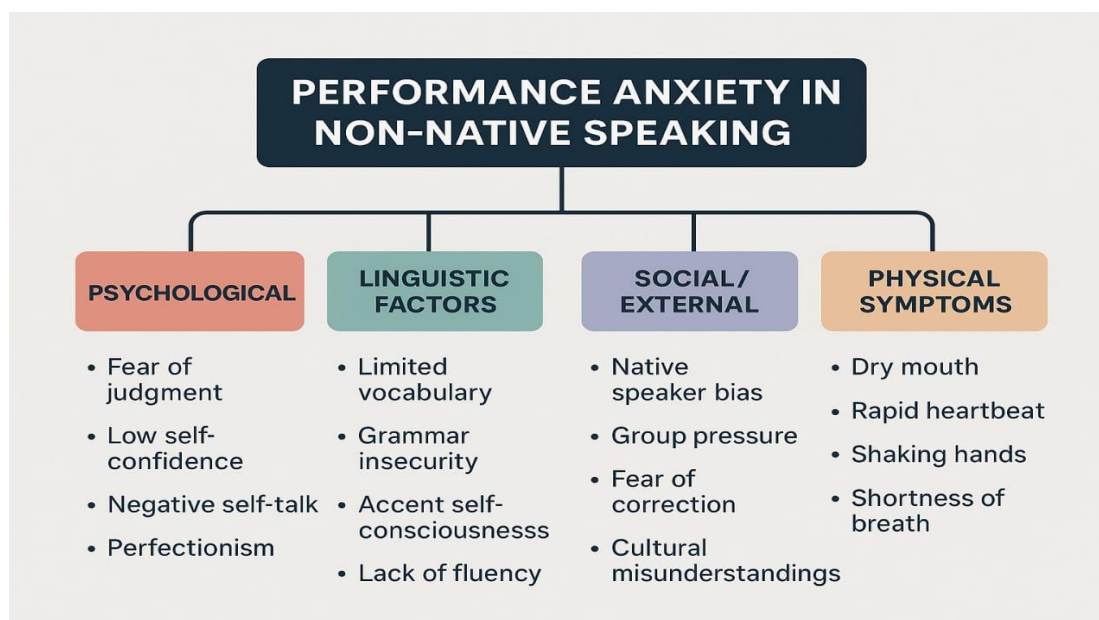 PERFORMANCE ANXIETY IN
NON-NATIVE SPEAKING
PSYCHOLOGICAL
• Fear of
judgment
• Low self-
confidence
• Negative self-talk
• Perfectionism
LINGUISTIC
FACTORS
• Limited
vocabulary
• Grammar
insecurity
• Accent self-
consciousnesss
• Lack of fluency
SOCIAL/
EXTERNAL
• Native
speaker bias
• Group pressure
• Fear of
correction
• Cultural
misunderstandings
PHYSICAL
SYMPTOMS
• Dry mouth
• Rapid heartbeat
• Shaking hands
• Shortness of
breath